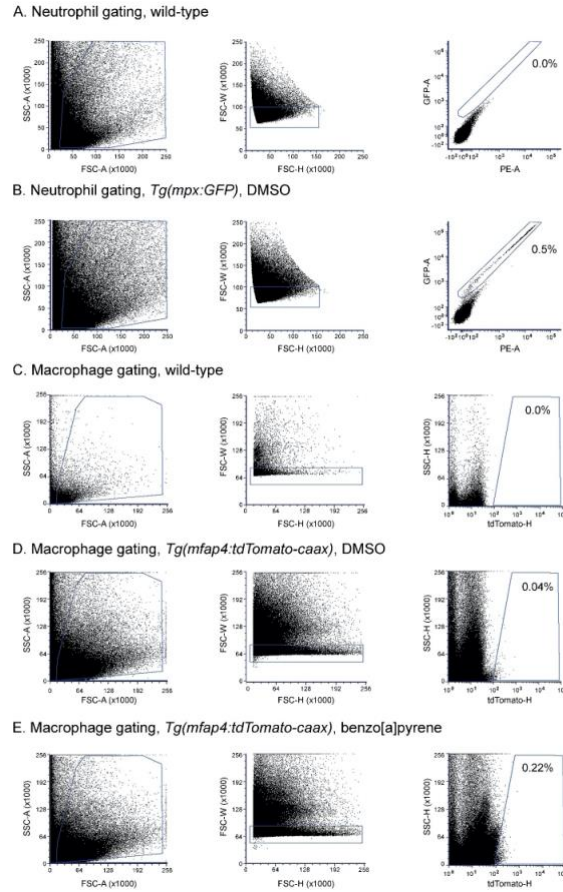 A. Neutrophil gating, wild-type
SSC-A (x1000)
250
200
150
100
50
0
0 50 100 150 200 250
FSC-A (x1000)
FSC-W (x1000)
250
200
150
100
50
0
0 50 100 150 200 250
FSC-H (x1000)
GFP-A
0.0%
PE-A
B. Neutrophil gating, Tg(mpx:GFP), DMSO
SSC-A (x1000)
250
200
150
100
50
0
0 50 100 150 200 250
FSC-A (x1000)
FSC-W (x1000)
250
200
150
100
50
0
0 50 100 150 200 250
FSC-H (x1000)
GFP-A
0.5%
PE-A
C. Macrophage gating, wild-type
SSC-A (x1000)
256
192
128
64
0
0 64 128 192 256
FSC-A (x1000)
FSC-W (x1000)
256
192
128
64
0
64 128 192 256
FSC-H (x1000)
SSC-H (x1000)
256
192
128
64
0
0.0%
tdTomato-H
D. Macrophage gating, Tg(mfap4:tdTomato-caax), DMSO
SSC-A (x1000)
256
192
128
64
0
0 64 128 192 256
FSC-A (x1000)
FSC-W (x1000)
256
192
128
64
0
64 128 192 256
FSC-H (x1000)
SSC-H (x1000)
256
192
128
64
0
0.04%
tdTomato-H
E. Macrophage gating, Tg(mfap4:tdTomato-caax), benzo[a]pyrene
SSC-A (x1000)
256
192
128
64
0
0 64 128 192 256
FSC-A (x1000)
FSC-W (x1000)
256
192
128
64
0
64 128 192 256
FSC-H (x1000)
SSC-H (x1000)
256
192
128
64
0
0.22%
tdTomato-H